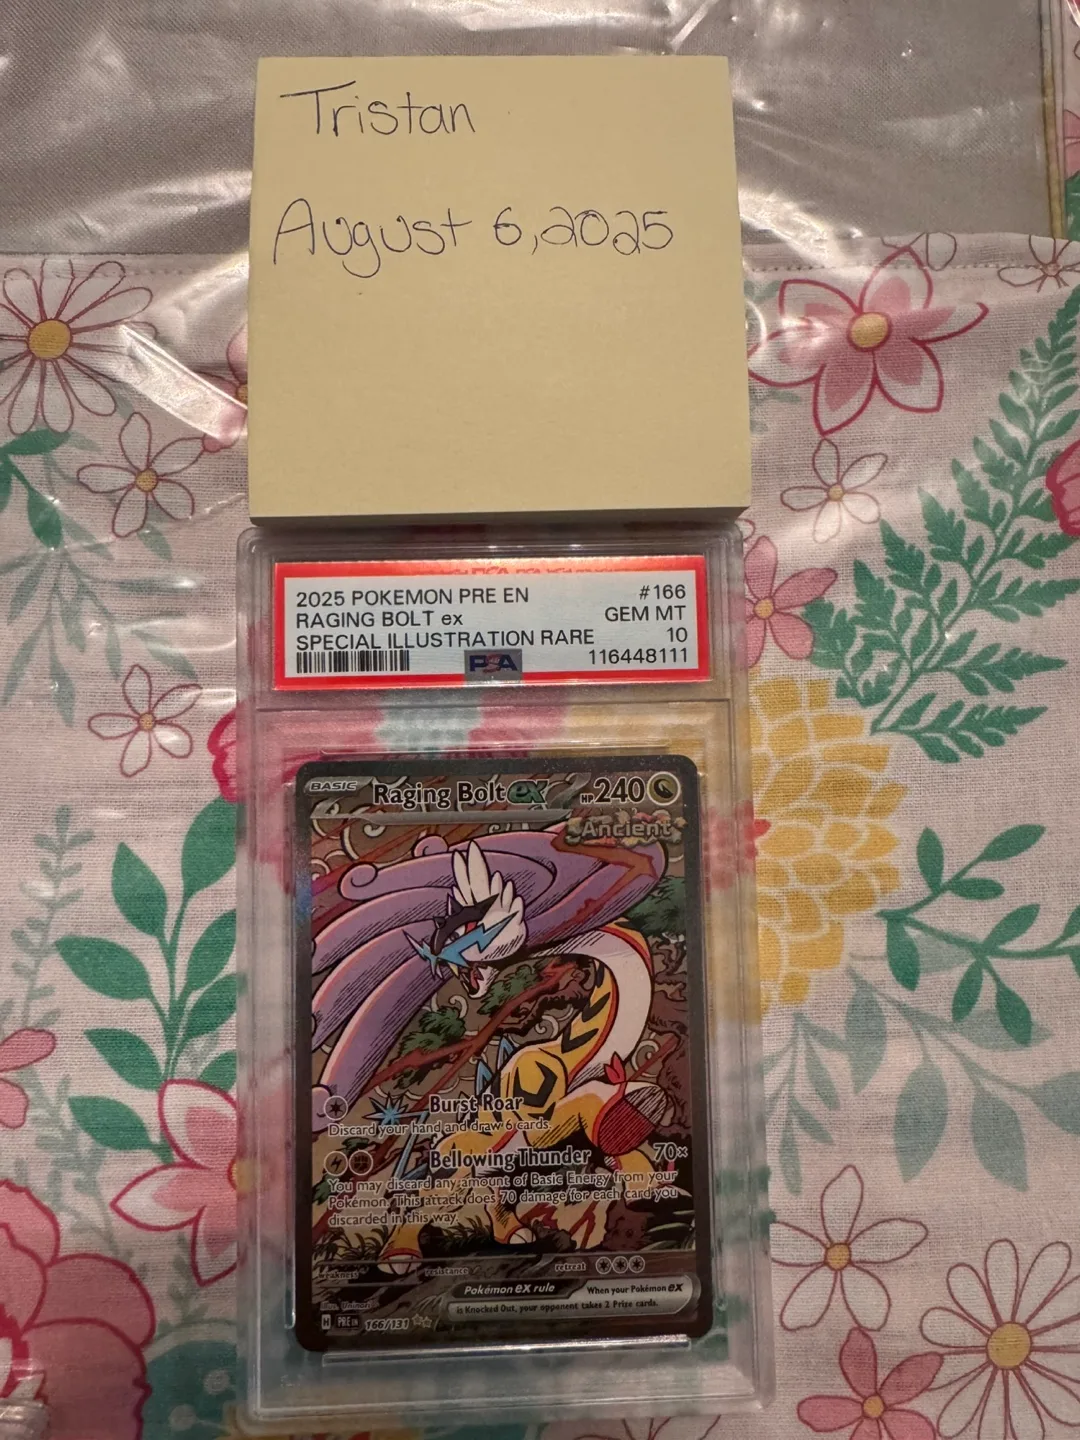 Tristan
August 6, 2025
2025 POKEMON PRE EN #166
RAGING BOLT ex GEM MT
SPECIAL ILLUSTRATION RARE 10
PSA 116448111
BASIC Raging Bolt ex HP 240
Ancient
Burst Roar
Discard your hand and draw 6 cards.
Bellowing Thunder 70×
You may discard any amount of Basic Energy from your
Pokémon. This attack does 70 damage for each card you
discarded in this way.
weakness resistance retreat
Pokémon ex rule When your Pokémon ex
is Knocked Out, your opponent takes 2 Prize cards.
Illus.
H PRE EN 166/131